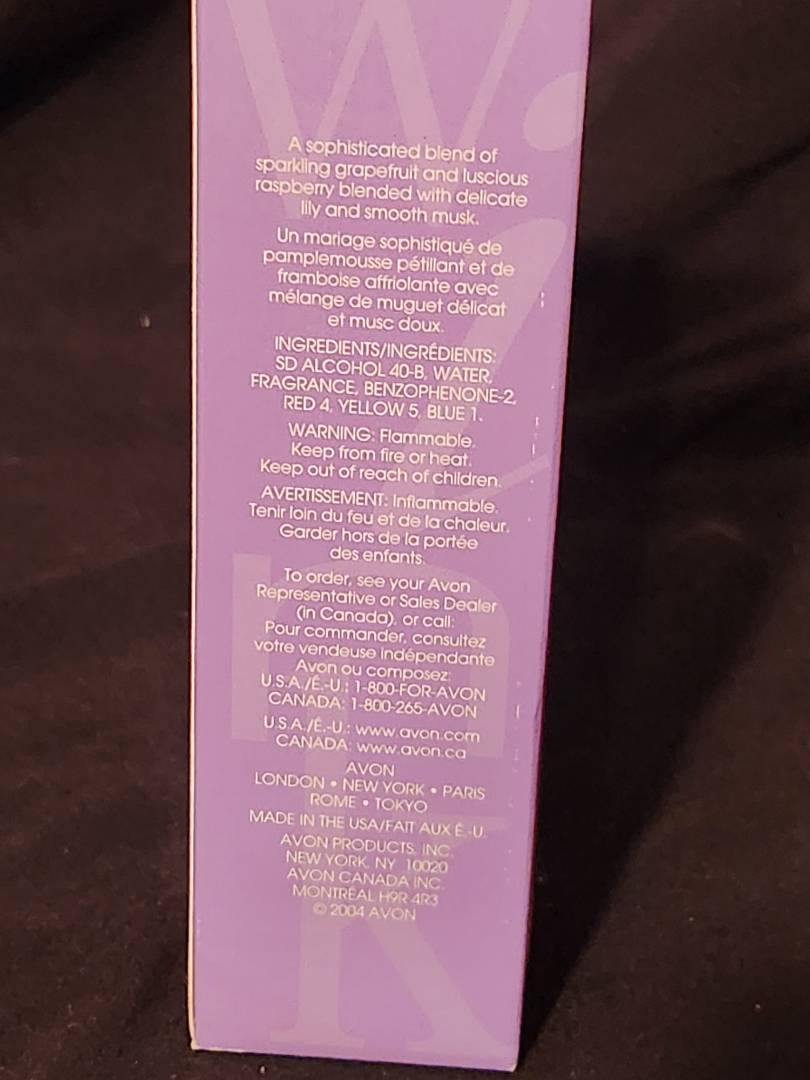 Wink
A sophisticated blend of
sparkling grapefruit and luscious
raspberry blended with delicate
lily and smooth musk.
Un mariage sophistiqué de
pamplemousse pétillant et de
framboise affriolante avec
mélange de muguet délicat
et musc doux.
INGREDIENTS/INGRÉDIENTS:
SD ALCOHOL 40-B, WATER,
FRAGRANCE, BENZOPHENONE-2,
RED 4, YELLOW 5, BLUE 1.
WARNING: Flammable.
Keep from fire or heat.
Keep out of reach of children.
AVERTISSEMENT: Inflammable.
Tenir loin du feu et de la chaleur.
Garder hors de la portée
des enfants.
To order, see your Avon
Representative or Sales Dealer
(in Canada), or call:
Pour commander, consultez
votre vendeuse indépendante
Avon ou composez:
U.S.A./É.-U.: 1-800-FOR-AVON
CANADA: 1-800-265-AVON
U.S.A./É.-U.: www.avon.com
CANADA: www.avon.ca
AVON
LONDON • NEW YORK • PARIS
ROME • TOKYO
MADE IN THE USA/FAIT AUX É.-U.
AVON PRODUCTS, INC.
NEW YORK, NY 10020
AVON CANADA INC.
MONTRÉAL H9R 4R3
© 2004 AVON